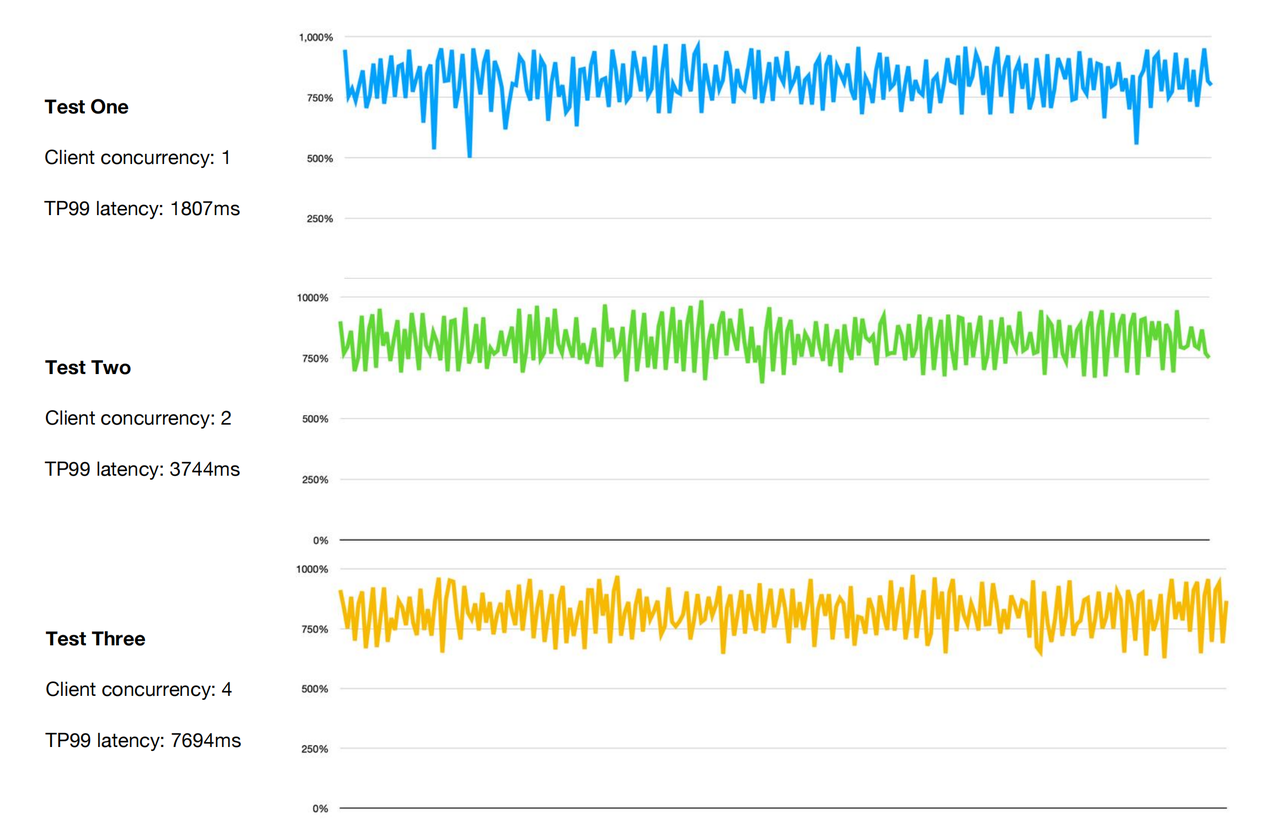 1,000%
750%
500%
250%
Test One
Client concurrency: 1
TP99 latency: 1807ms
1000%
750%
500%
250%
0%
Test Two
Client concurrency: 2
TP99 latency: 3744ms
1000%
750%
500%
250%
0%
Test Three
Client concurrency: 4
TP99 latency: 7694ms